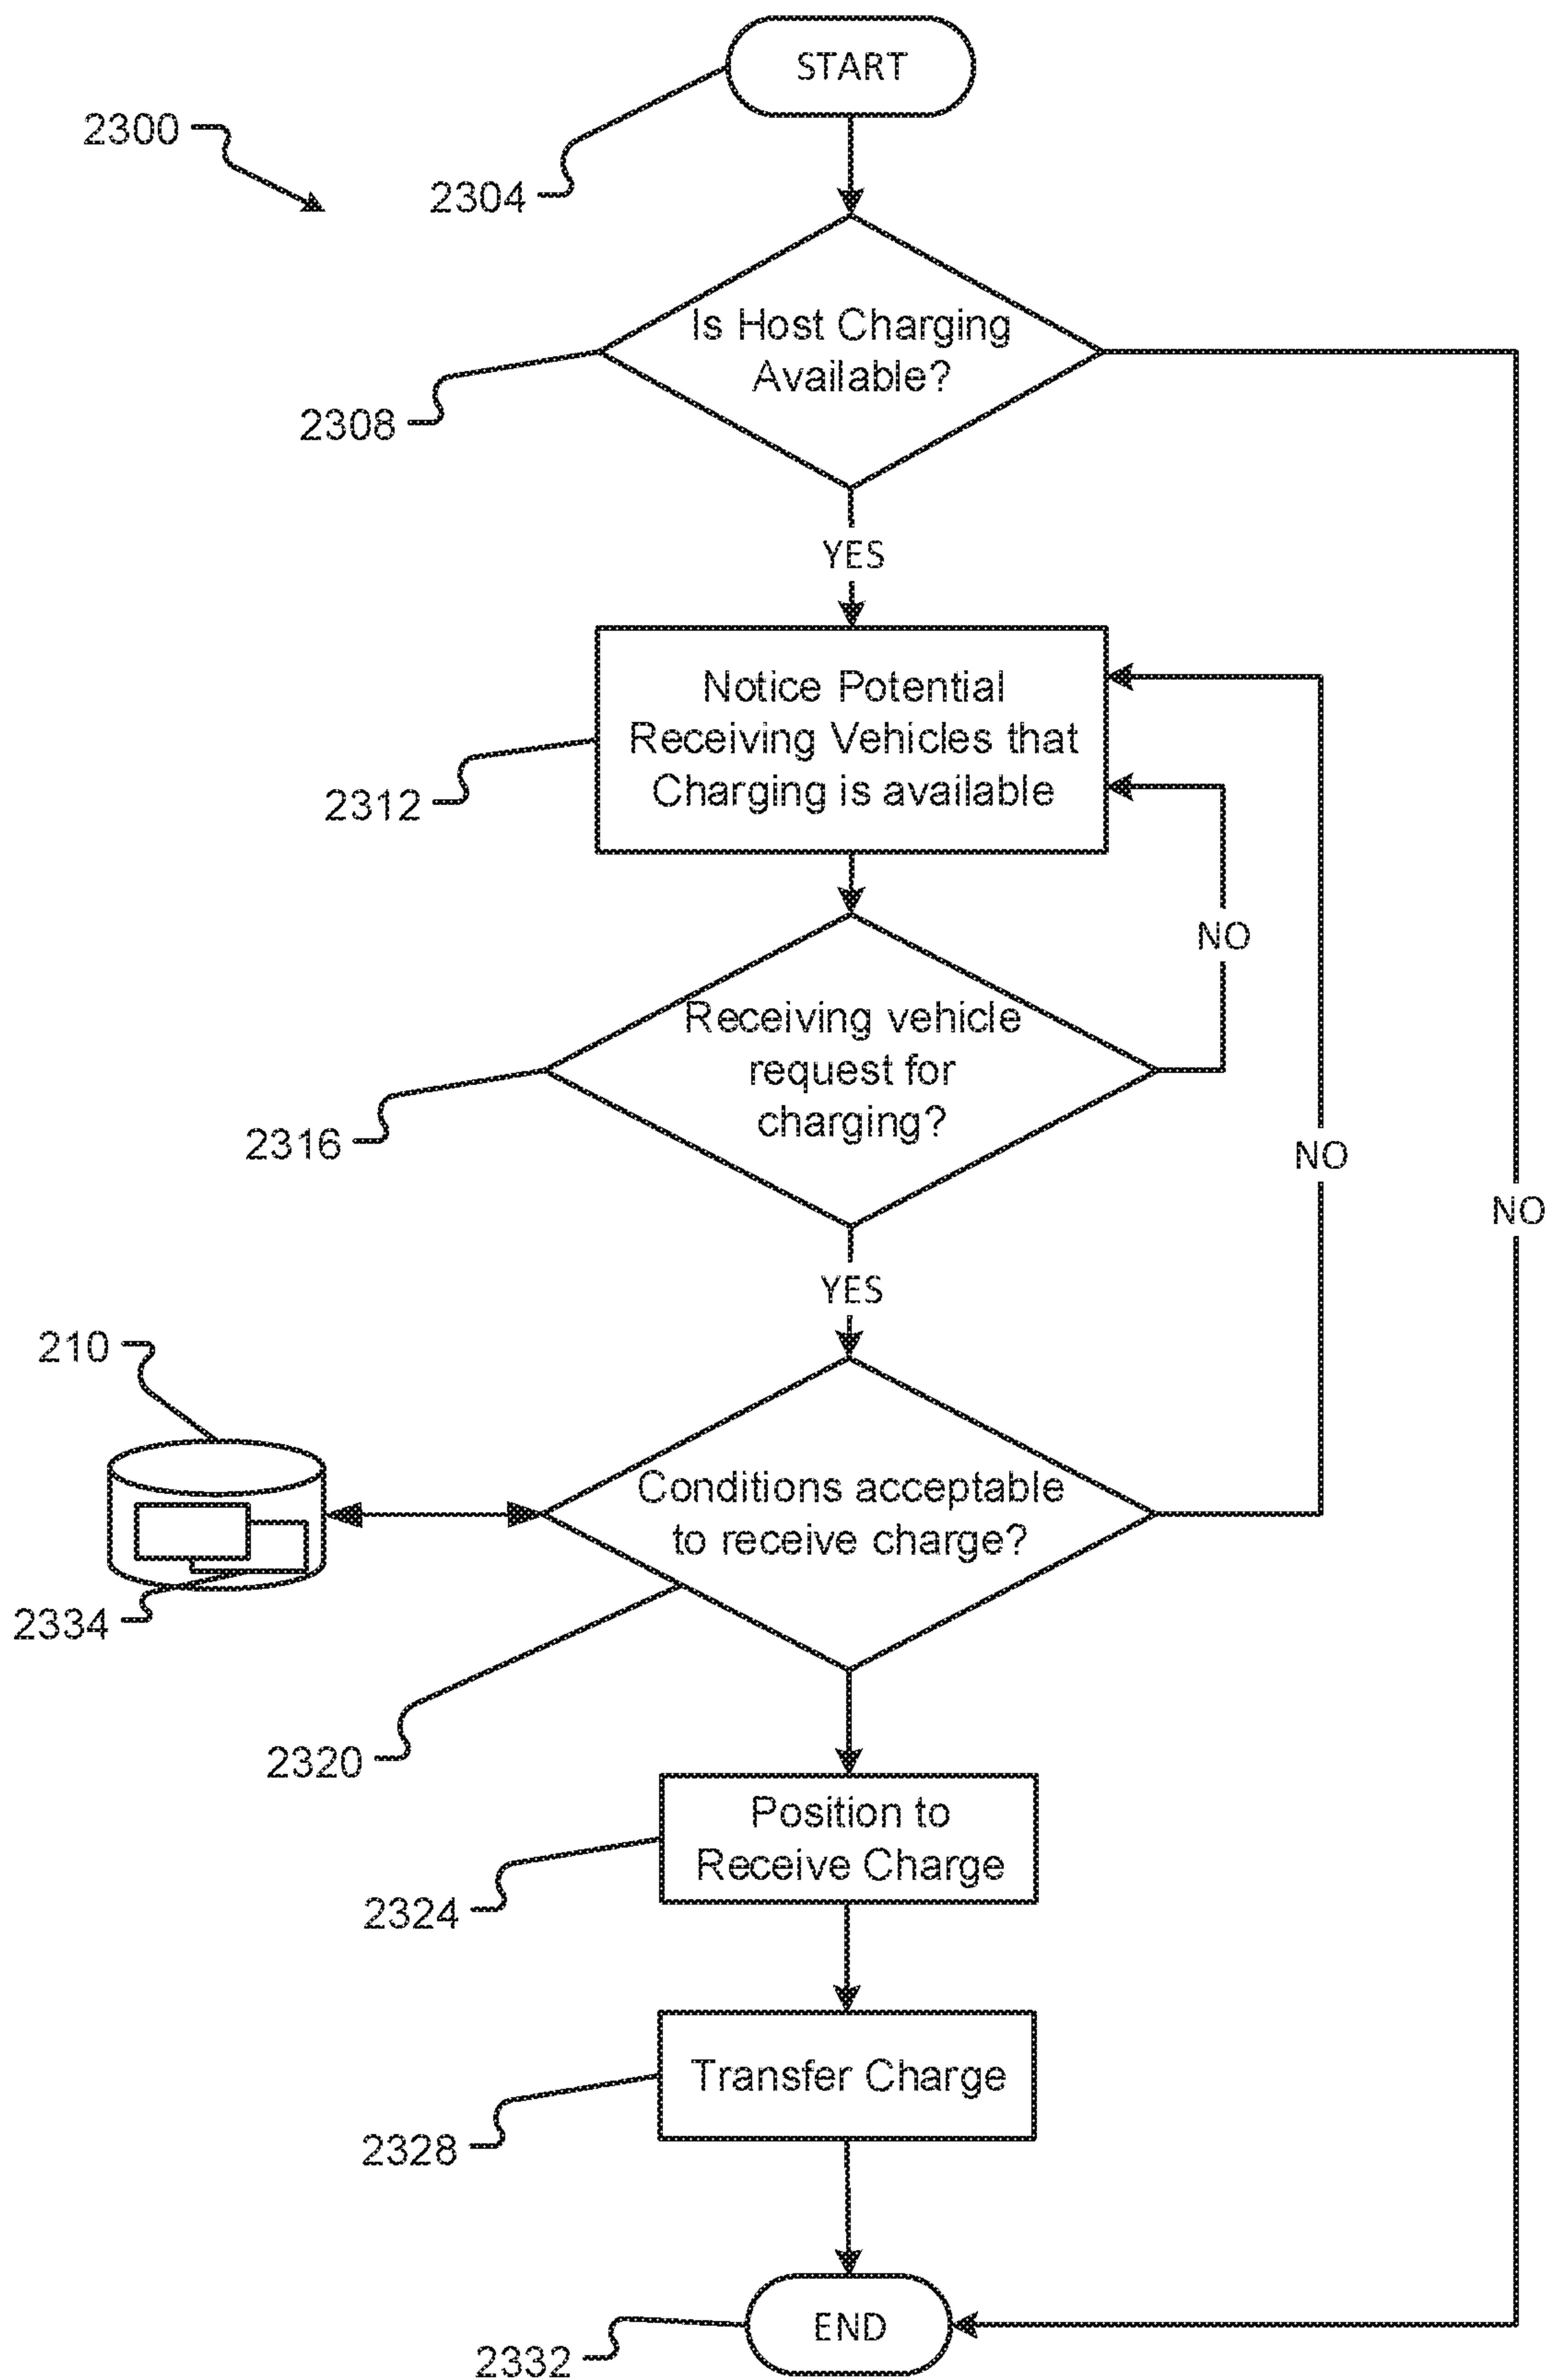 START
2300
2304
Is Host Charging
Available?
2308
YES
Notice Potential
Receiving Vehicles that
Charging is available
2312
NO
Receiving vehicle
request for
charging?
2316
NO
NO
YES
210
Conditions acceptable
to receive charge?
2334
2320
Position to
Receive Charge
2324
Transfer Charge
2328
END
2332